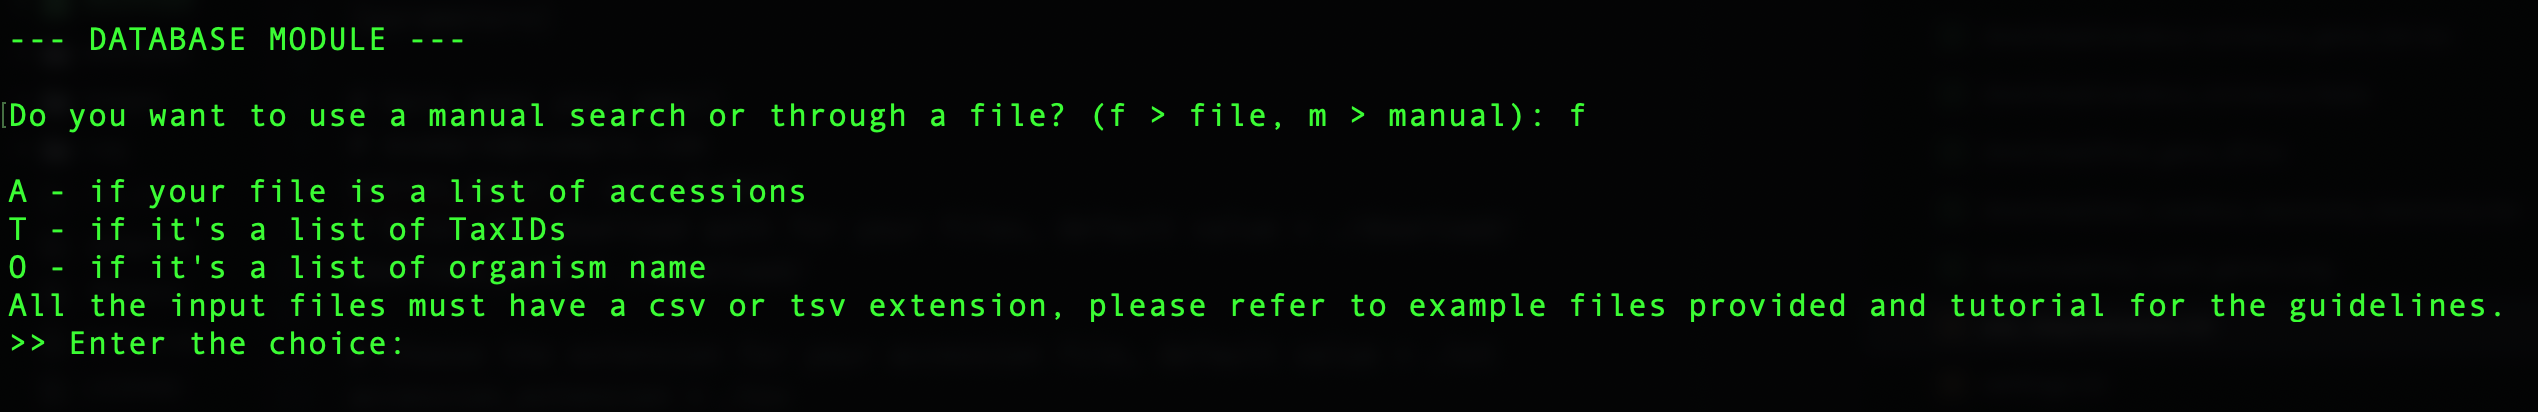 --- DATABASE MODULE ---
Do you want to use a manual search or through a file? (f > file, m > manual): f
A - if your file is a list of accessions
T - if it's a list of TaxIDs
O - if it's a list of organism name
All the input files must have a csv or tsv extension, please refer to example files provided and tutorial for the guidelines.
>> Enter the choice: